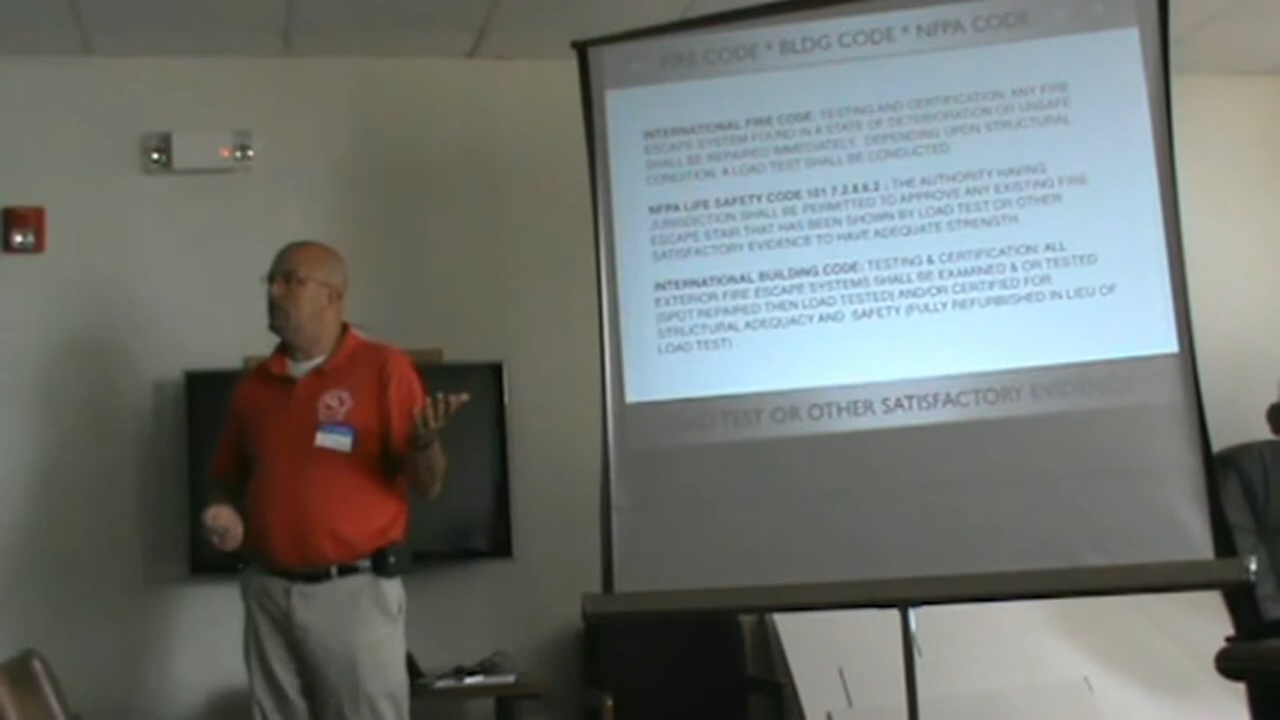 FIRE CODE * BLDG CODE * NFPA CODE
INTERNATIONAL FIRE CODE: TESTING AND CERTIFICATION: ANY FIRE
ESCAPE SYSTEM FOUND IN A STATE OF DETERIORATION OR UNSAFE
SHALL BE REPAIRED IMMEDIATELY. DEPENDING UPON STRUCTURAL
CONDITION, A LOAD TEST SHALL BE CONDUCTED
NFPA LIFE SAFETY CODE 101 7.2.8.6.2 : THE AUTHORITY HAVING
JURISDICTION SHALL BE PERMITTED TO APPROVE ANY EXISTING FIRE
ESCAPE STAIR THAT HAS BEEN SHOWN BY LOAD TEST OR OTHER
SATISFACTORY EVIDENCE TO HAVE ADEQUATE STRENGTH.
INTERNATIONAL BUILDING CODE: TESTING & CERTIFICATION: ALL
EXTERIOR FIRE ESCAPE SYSTEMS SHALL BE EXAMINED & OR TESTED
(SPOT REPAIRED THEN LOAD TESTED) AND/OR CERTIFIED FOR
STRUCTURAL ADEQUACY AND SAFETY (FULLY REFURBISHED IN LIEU OF
LOAD TEST)
LOAD TEST OR OTHER SATISFACTORY EVIDENCE